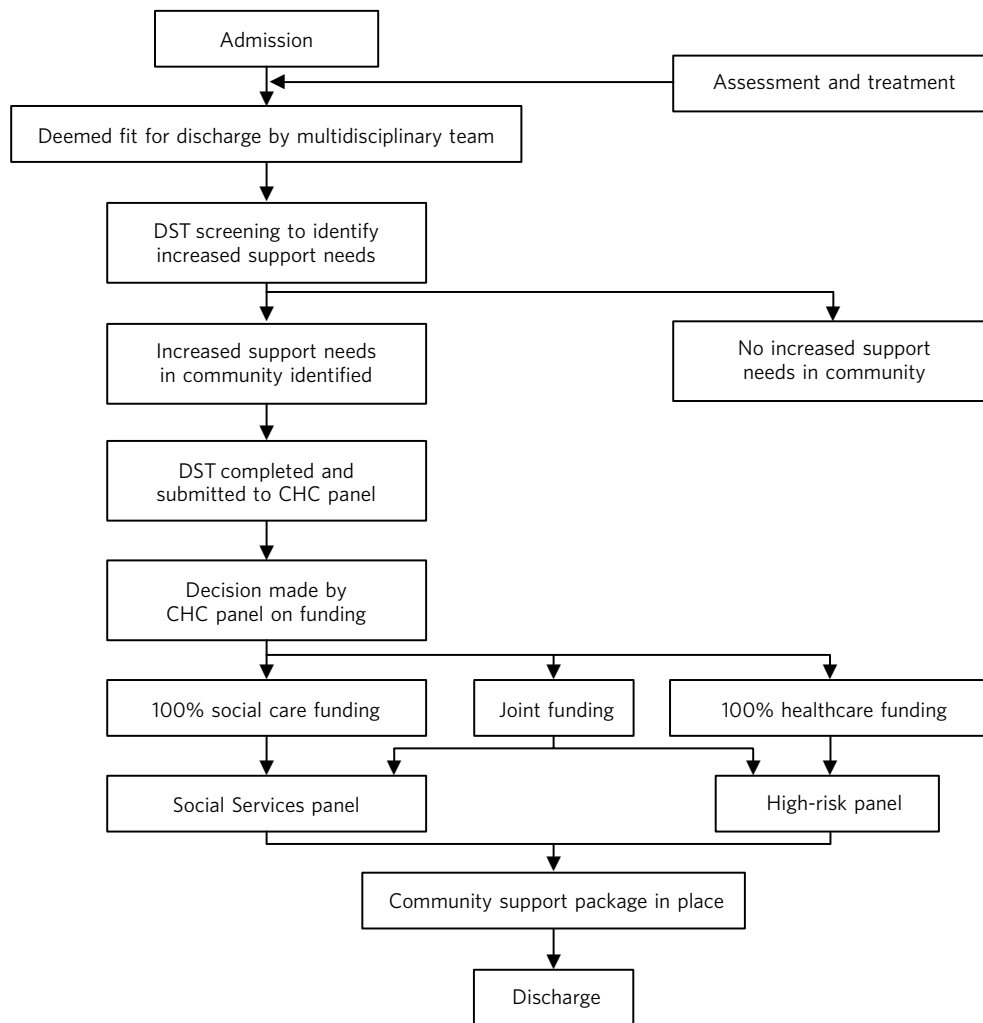 Admission
Assessment and treatment
Deemed fit for discharge by multidisciplinary team
DST screening to identify
increased support needs
Increased support needs
in community identified
No increased support
needs in community
DST completed and
submitted to CHC panel
Decision made by
CHC panel on funding
100% social care funding
Joint funding
100% healthcare funding
Social Services panel
High-risk panel
Community support package in place
Discharge